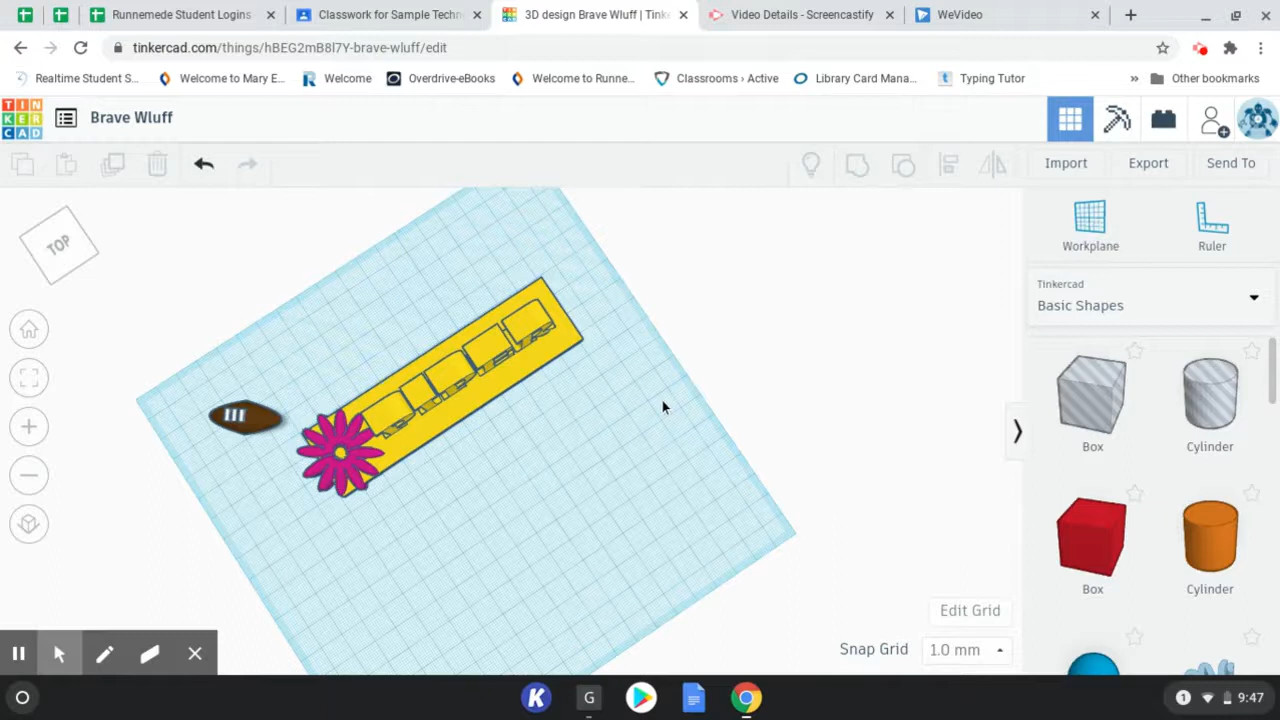 Runnemede Student Logins
Classwork for Sample Techn
3D design Brave Wluff | Tink
Video Details - Screencastify
WeVideo
tinkercad.com/things/hBEG2mB8l7Y-brave-wluff/edit
Realtime Student S...
Welcome to Mary E...
Welcome
Overdrive-eBooks
Welcome to Runne...
Classrooms › Active
Library Card Mana...
Typing Tutor
»
Other bookmarks
TIN
KER
CAD
Brave Wluff
Import
Export
Send To
TOP
Workplane
Ruler
Tinkercad
Basic Shapes
Box
Cylinder
Box
Cylinder
Edit Grid
Snap Grid
1.0 mm
K
G
1
9:47